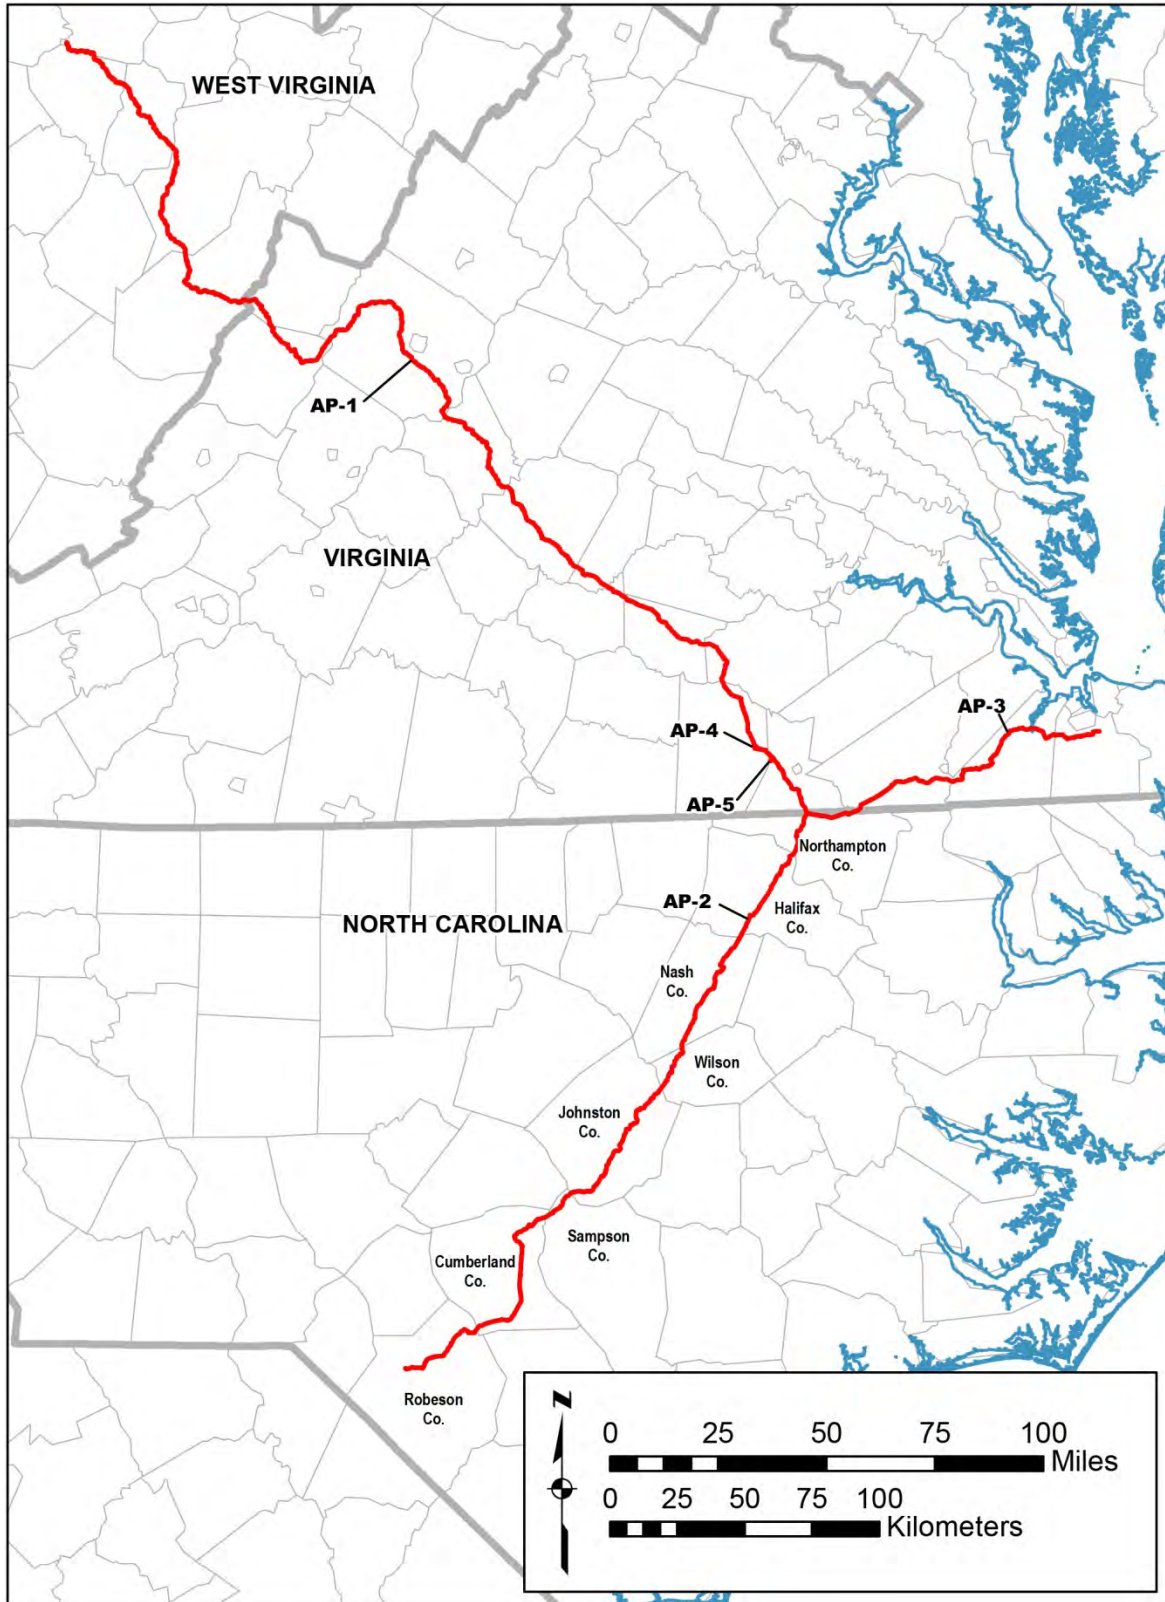 WEST VIRGINIA
AP-1
VIRGINIA
AP-3
AP-4
AP-5
Northampton
Co.
AP-2
Halifax
Co.
NORTH CAROLINA
Nash
Co.
Wilson
Co.
Johnston
Co.
Sampson
Co.
Cumberland
Co.
Robeson
Co.
N
0 25 50 75 100
Miles
0 25 50 75 100
Kilometers